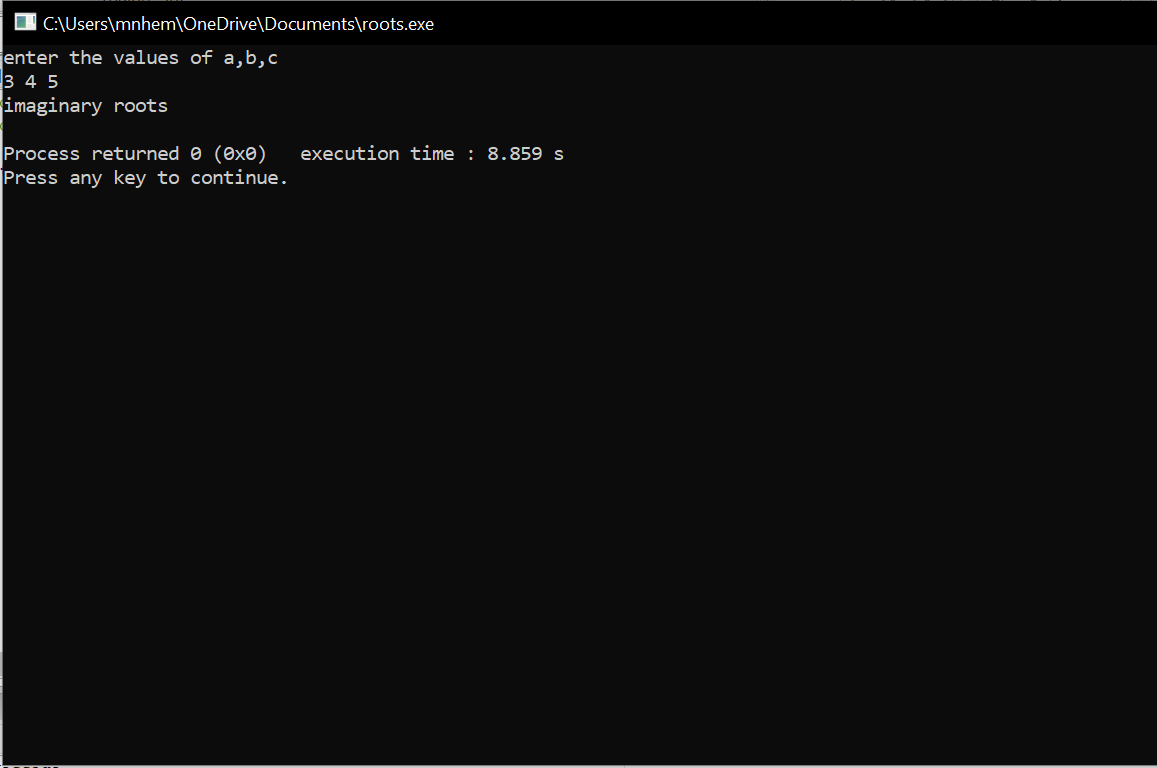 C:\Users\mnhem\OneDrive\Documents\roots.exe
enter the values of a,b,c
3 4 5
imaginary roots
Process returned 0 (0x0)   execution time : 8.859 s
Press any key to continue.